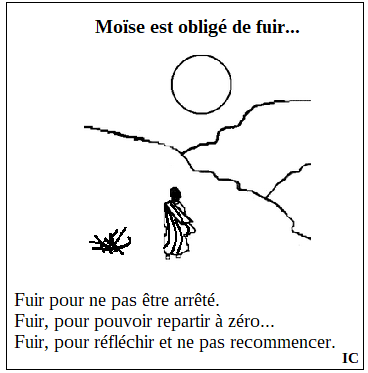 Moïse est obligé de fuir...
Fuir pour ne pas être arrêté.
Fuir, pour pouvoir repartir à zéro...
Fuir, pour réfléchir et ne pas recommencer.
IC